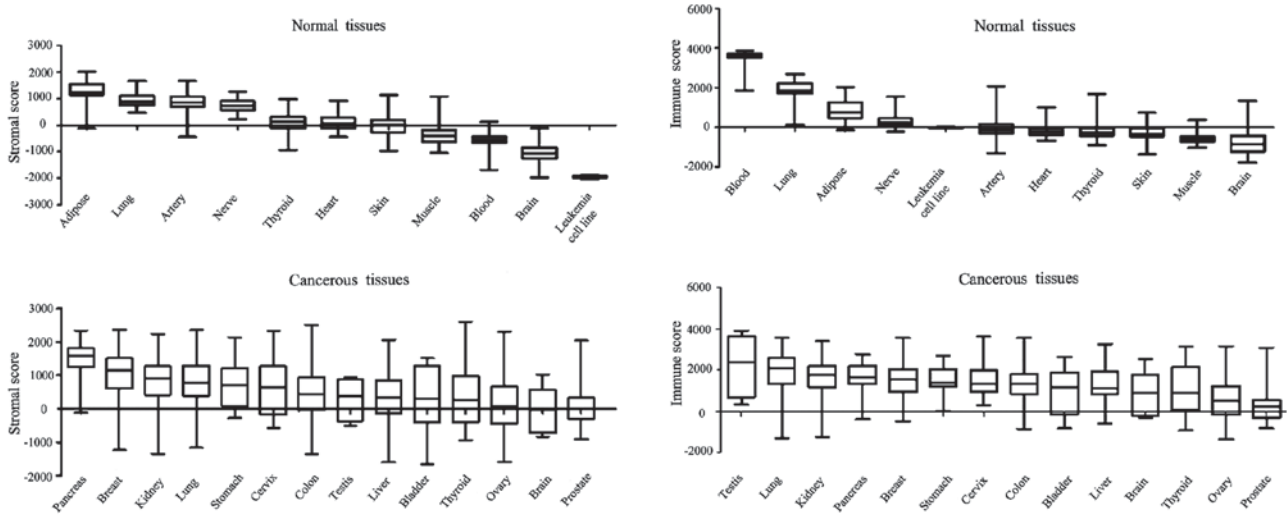 Normal tissues
Stromal score
3000
2000
1000
0
-1000
-2000
-3000
Adipose
Lung
Artery
Nerve
Thyroid
Heart
Skin
Muscle
Blood
Brain
Leukemia
cell line
Normal tissues
Immune score
6000
4000
2000
0
-2000
Blood
Lung
Adipose
Nerve
Leukemia
cell line
Artery
Heart
Thyroid
Skin
Muscle
Brain
Cancerous tissues
Stromal score
3000
2000
1000
0
-1000
-2000
Pancreas
Breast
Kidney
Lung
Stomach
Cervix
Colon
Testis
Liver
Bladder
Thyroid
Ovary
Brain
Prostate
Cancerous tissues
Immune score
6000
4000
2000
0
-2000
Testis
Lung
Kidney
Pancreas
Breast
Stomach
Cervix
Colon
Bladder
Liver
Brain
Thyroid
Ovary
Prostate